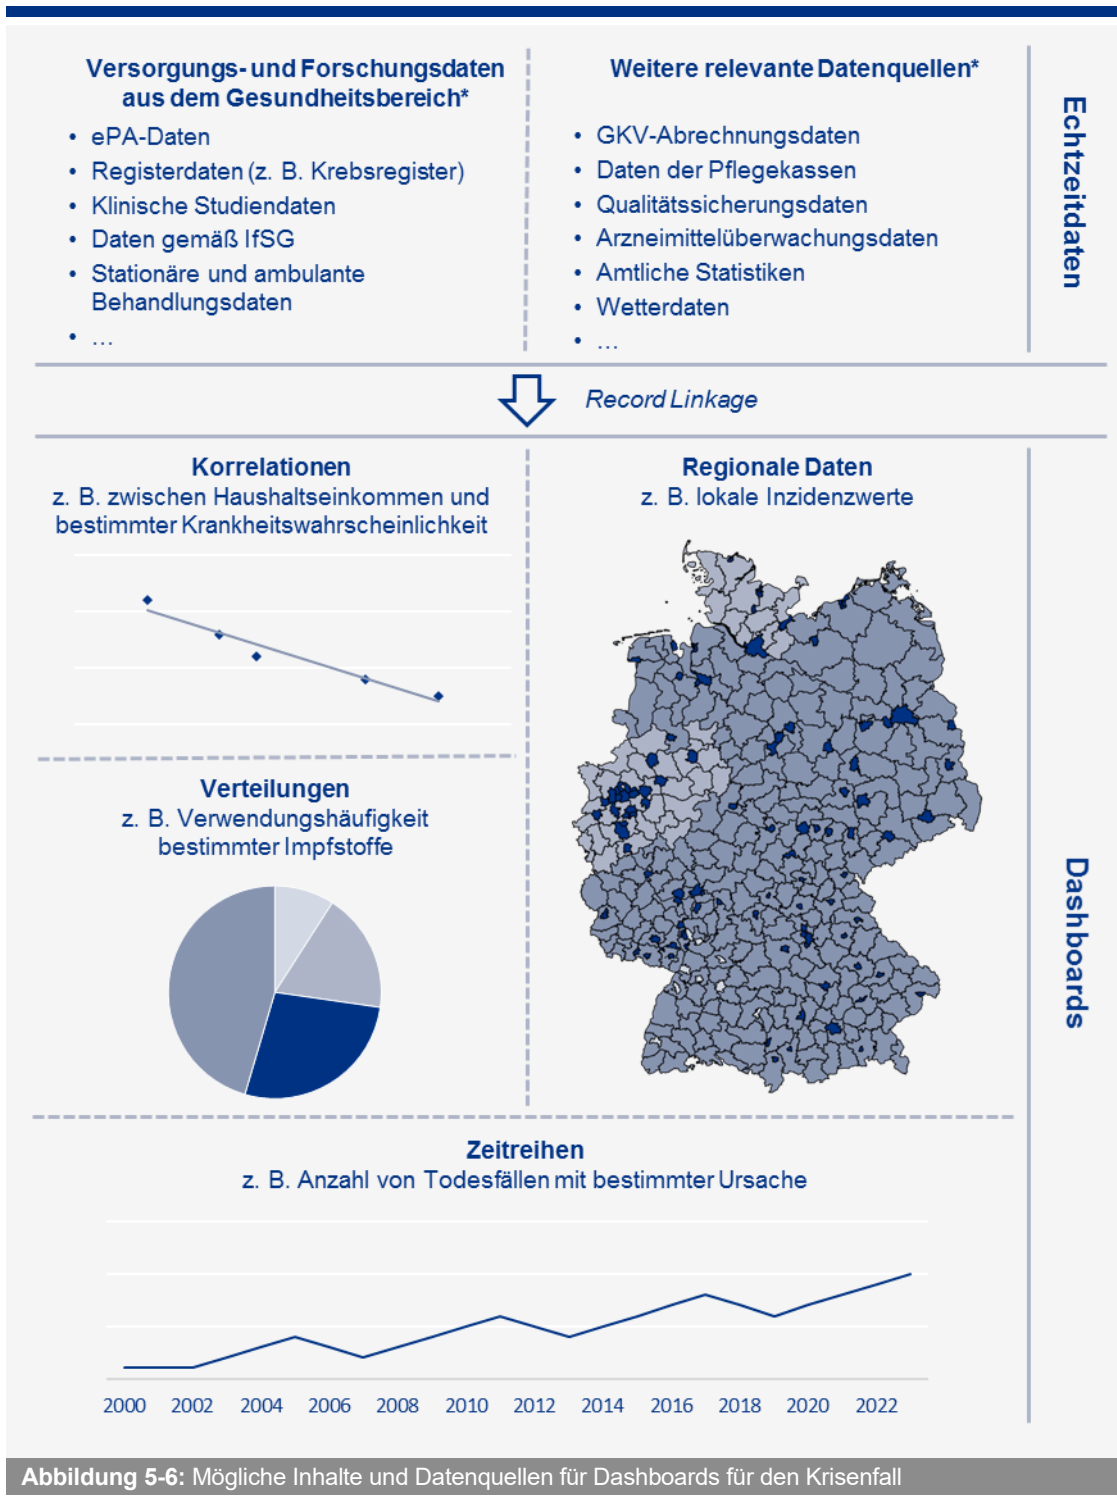 Versorgungs- und Forschungsdaten
aus dem Gesundheitsbereich*
• ePA-Daten
• Registerdaten (z. B. Krebsregister)
• Klinische Studiendaten
• Daten gemäß IfSG
• Stationäre und ambulante
Behandlungsdaten
• …
Weitere relevante Datenquellen*
• GKV-Abrechnungsdaten
• Daten der Pflegekassen
• Qualitätssicherungsdaten
• Arzneimittelüberwachungsdaten
• Amtliche Statistiken
• Wetterdaten
• …
Echtzeitdaten
Record Linkage
Korrelationen
z. B. zwischen Haushaltseinkommen und
bestimmter Krankheitswahrscheinlichkeit
Regionale Daten
z. B. lokale Inzidenzwerte
Verteilungen
z. B. Verwendungshäufigkeit
bestimmter Impfstoffe
Dashboards
Zeitreihen
z. B. Anzahl von Todesfällen mit bestimmter Ursache
2000 2002 2004 2006 2008 2010 2012 2014 2016 2018 2020 2022
Abbildung 5-6: Mögliche Inhalte und Datenquellen für Dashboards für den Krisenfall